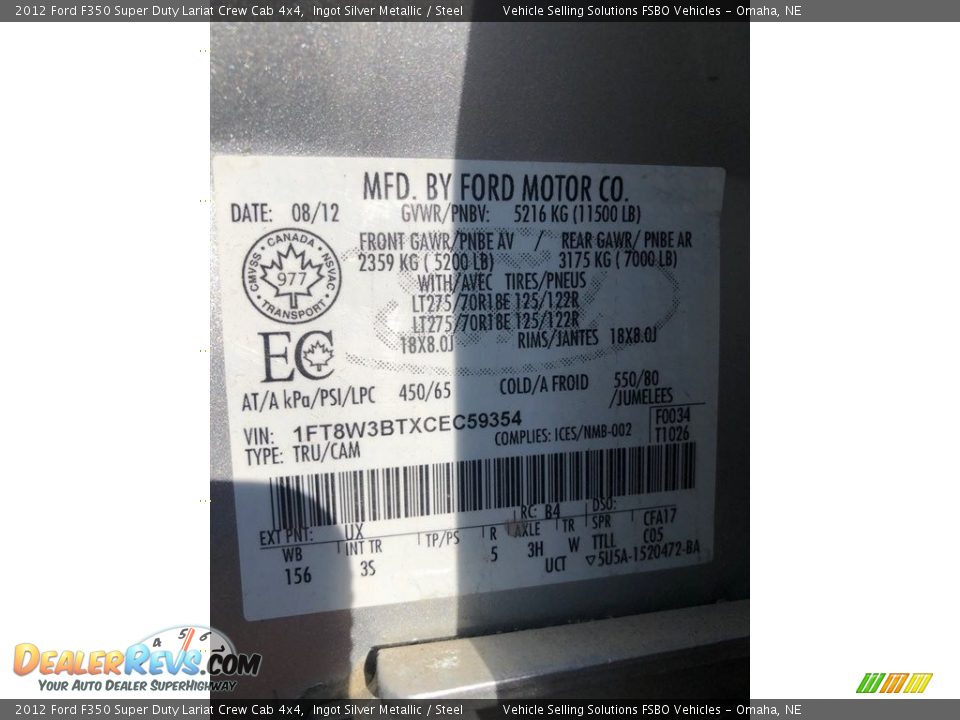 2012 Ford F350 Super Duty Lariat Crew Cab 4x4, Ingot Silver Metallic / Steel Vehicle Selling Solutions FSBO Vehicles - Omaha, NE
MFD. BY FORD MOTOR CO.
DATE: 08/12 GVWR/PNBV: 5216 KG (11500 LB)
FRONT GAWR/PNBE AV / REAR GAWR/ PNBE AR
2359 KG ( 5200 LB) 3175 KG ( 7000 LB)
WITH/AVEC TIRES/PNEUS
LT275/70R18E 125/122R
LT275/70R18E 125/122R
18X8.0J RIMS/JANTES 18X8.0J
CANADA
CMVSS NSVAC
977
TRANSPORT
EC
AT/A kPa/PSI/LPC 450/65 COLD/A FROID 550/80
/JUMELEES
VIN: 1FT8W3BTXCEC59354 F0034
TYPE: TRU/CAM COMPLIES: ICES/NMB-002 T1026
EXT PNT: UX RC: B4 DSO:
WB INT TR TP/PS R AXLE TR SPR CFA17
156 3S 5 3H W TTLL C05
UCT ▽5U5A-1520472-BA
4 5 6
DEALERREVS.COM
YOUR AUTO DEALER SUPERHIGHWAY
2012 Ford F350 Super Duty Lariat Crew Cab 4x4, Ingot Silver Metallic / Steel Vehicle Selling Solutions FSBO Vehicles - Omaha, NE